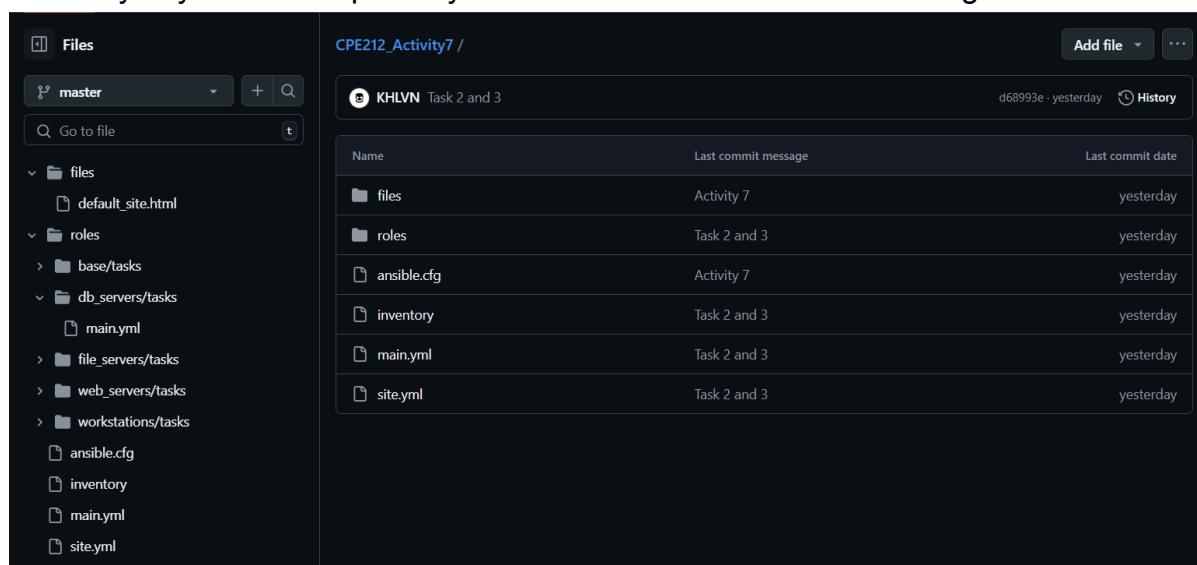 Files
master
Go to file
t
files
default_site.html
roles
base/tasks
db_servers/tasks
main.yml
file_servers/tasks
web_servers/tasks
workstations/tasks
ansible.cfg
inventory
main.yml
site.yml
CPE212_Activity7 /
Add file
KHLVN Task 2 and 3
d68993e · yesterday History
Name Last commit message Last commit date
files Activity 7 yesterday
roles Task 2 and 3 yesterday
ansible.cfg Activity 7 yesterday
inventory Task 2 and 3 yesterday
main.yml Task 2 and 3 yesterday
site.yml Task 2 and 3 yesterday